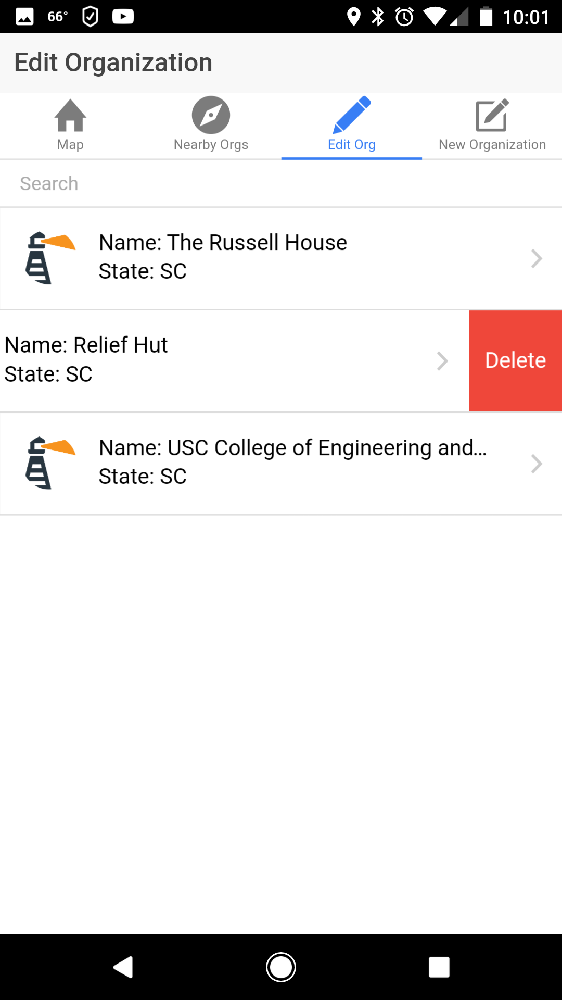 66° 10:01
Edit Organization
Map Nearby Orgs Edit Org New Organization
Search
Name: The Russell House
State: SC
Name: Relief Hut
State: SC
Delete
Name: USC College of Engineering and...
State: SC